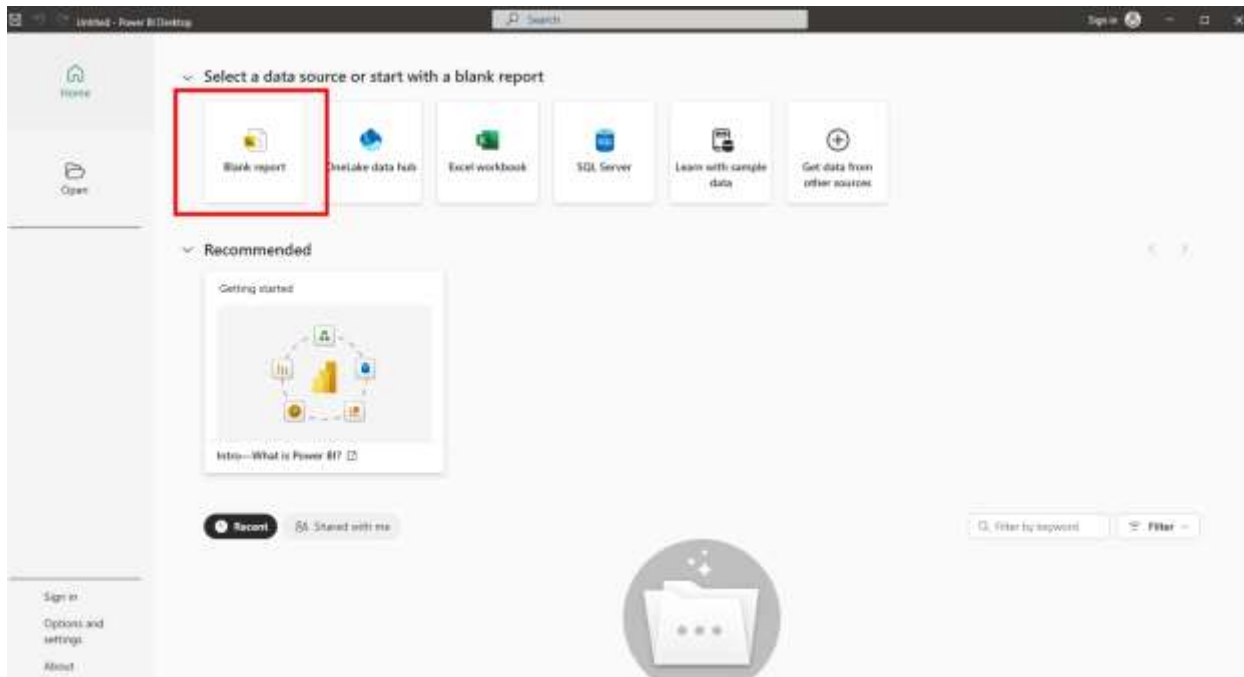 Untitled - Power BI Desktop
Search
Sign in
Home
Open
Select a data source or start with a blank report
Blank report
OneLake data hub
Excel workbook
SQL
SQL Server
Learn with sample
data
Get data from
other sources
Recommended
Getting started
Intro—What is Power BI?
Recent
Shared with me
Filter by keyword
Filter
Sign in
Options and
settings
About